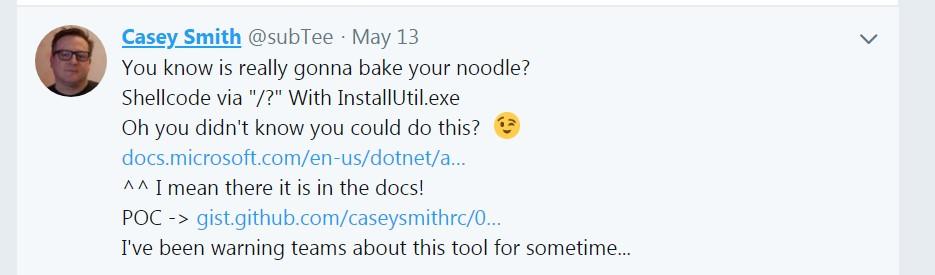 Casey Smith @subTee · May 13
You know is really gonna bake your noodle?
Shellcode via "/?" With InstallUtil.exe
Oh you didn't know you could do this? 😉
docs.microsoft.com/en-us/dotnet/a...
^^ I mean there it is in the docs!
POC -> gist.github.com/caseysmithrc/0...
I've been warning teams about this tool for sometime...